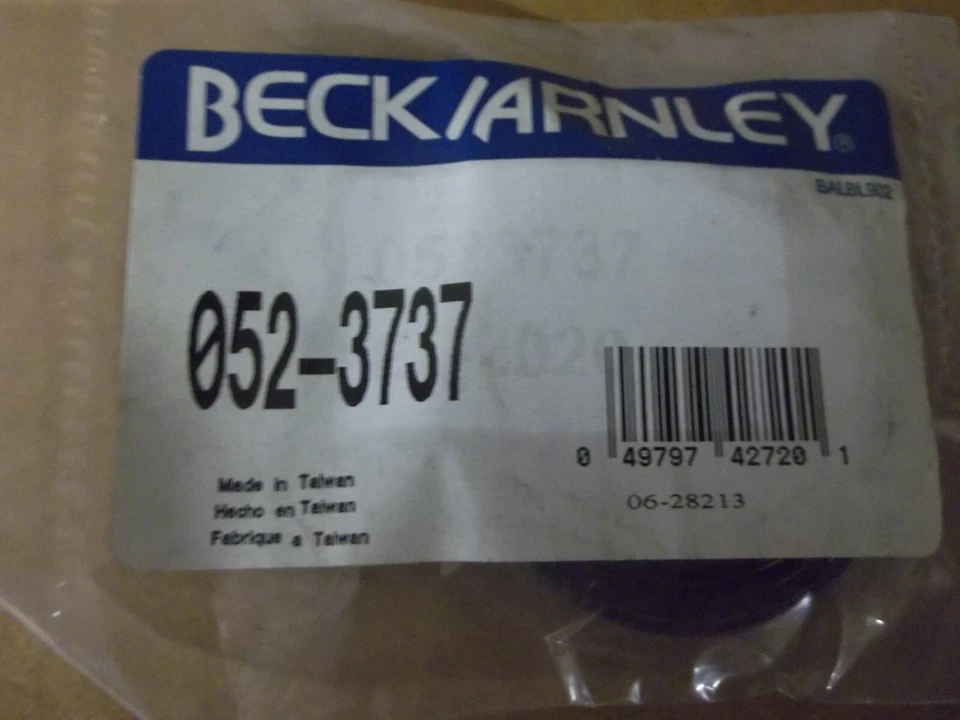 BECK/ARNLEY®
BALBL902
052-3737
0 49797 42720 1
06-28213
Made in Taiwan
Hecho en Taiwan
Fabrique a Taiwan